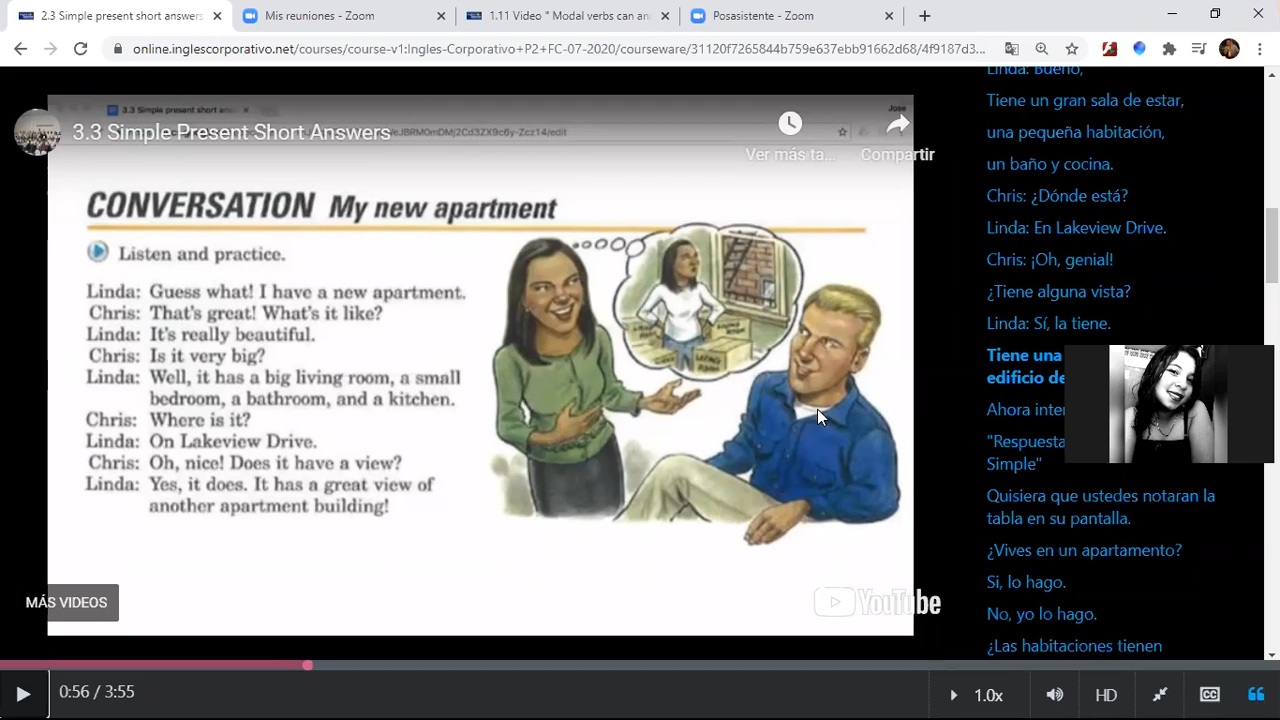 2.3 Simple present short answers
Mis reuniones - Zoom
1.11 Video " Modal verbs can an
Posasistente - Zoom
online.inglescorporativo.net/courses/course-v1:Ingles-Corporativo+P2+FC-07-2020/courseware/31120f7265844b759e637ebb91662d68/4f9187d3...
3.3 Simple present short ans
Jose
3.3 Simple Present Short Answers
Ver más ta...
Compartir
CONVERSATION My new apartment
Listen and practice.
Linda: Guess what! I have a new apartment.
Chris: That's great! What's it like?
Linda: It's really beautiful.
Chris: Is it very big?
Linda: Well, it has a big living room, a small
bedroom, a bathroom, and a kitchen.
Chris: Where is it?
Linda: On Lakeview Drive.
Chris: Oh, nice! Does it have a view?
Linda: Yes, it does. It has a great view of
another apartment building!
MÁS VIDEOS
YouTube
0:56 / 3:55
1.0x
HD
CC
Linda: Bueno,
Tiene un gran sala de estar,
una pequeña habitación,
un baño y cocina.
Chris: ¿Dónde está?
Linda: En Lakeview Drive.
Chris: ¡Oh, genial!
¿Tiene alguna vista?
Linda: Sí, la tiene.
Tiene una
edificio de
Ahora inte
"Respuesta
Simple"
Quisiera que ustedes notaran la
tabla en su pantalla.
¿Vives en un apartamento?
Si, lo hago.
No, yo lo hago.
¿Las habitaciones tienen